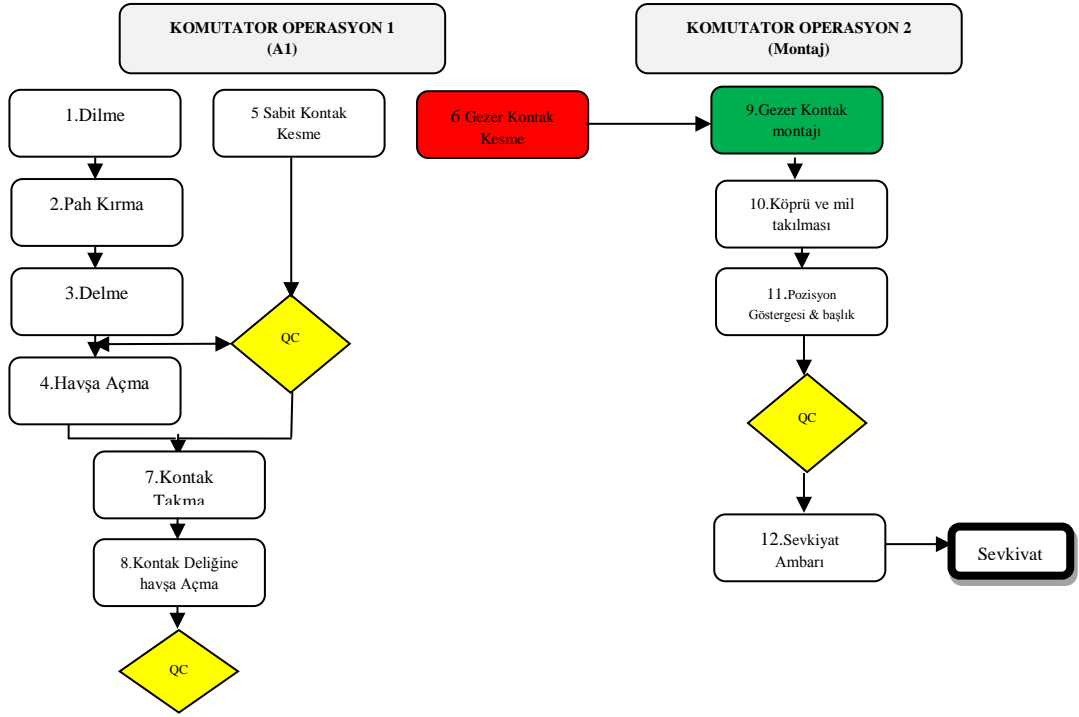 KOMUTATOR OPERASYON 1
(A1)
KOMUTATOR OPERASYON 2
(Montaj)
1.Dilme
5 Sabit Kontak
Kesme
6 Gezer Kontak
Kesme
9.Gezer Kontak
montajı
2.Pah Kırma
10.Köprü ve mil
takılması
3.Delme
11.Pozisyon
Göstergesi & başlık
QC
4.Havşa Açma
QC
7.Kontak
Takma
8.Kontak Deliğine
havşa Açma
12.Sevkiyat
Ambarı
Sevkiyat
QC